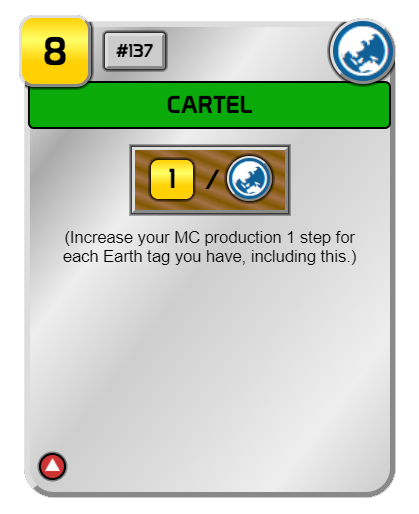 8
#137
CARTEL
1 /
(Increase your MC production 1 step for
each Earth tag you have, including this.)